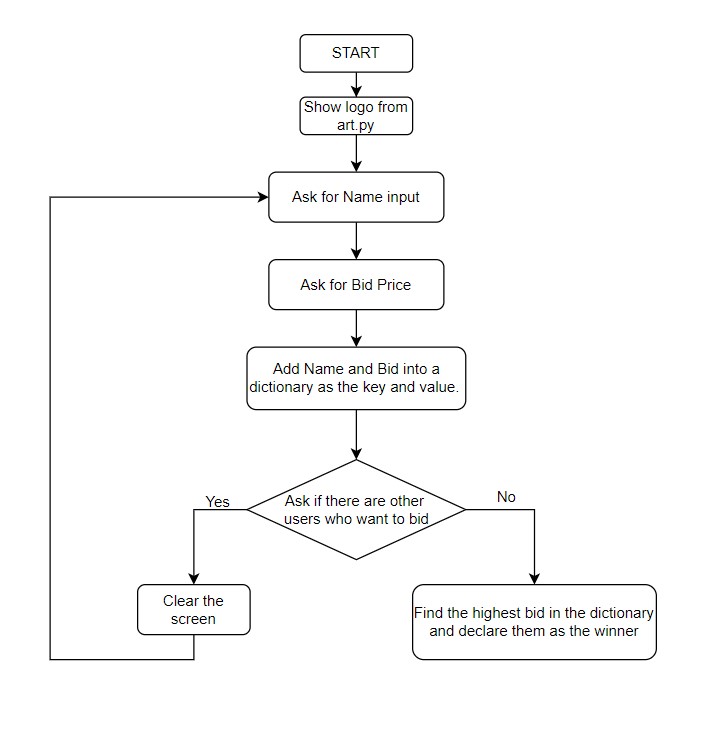 START
Show logo from
art.py
Ask for Name input
Ask for Bid Price
Add Name and Bid into a
dictionary as the key and value.
Ask if there are other
users who want to bid
Yes
No
Clear the
screen
Find the highest bid in the dictionary
and declare them as the winner